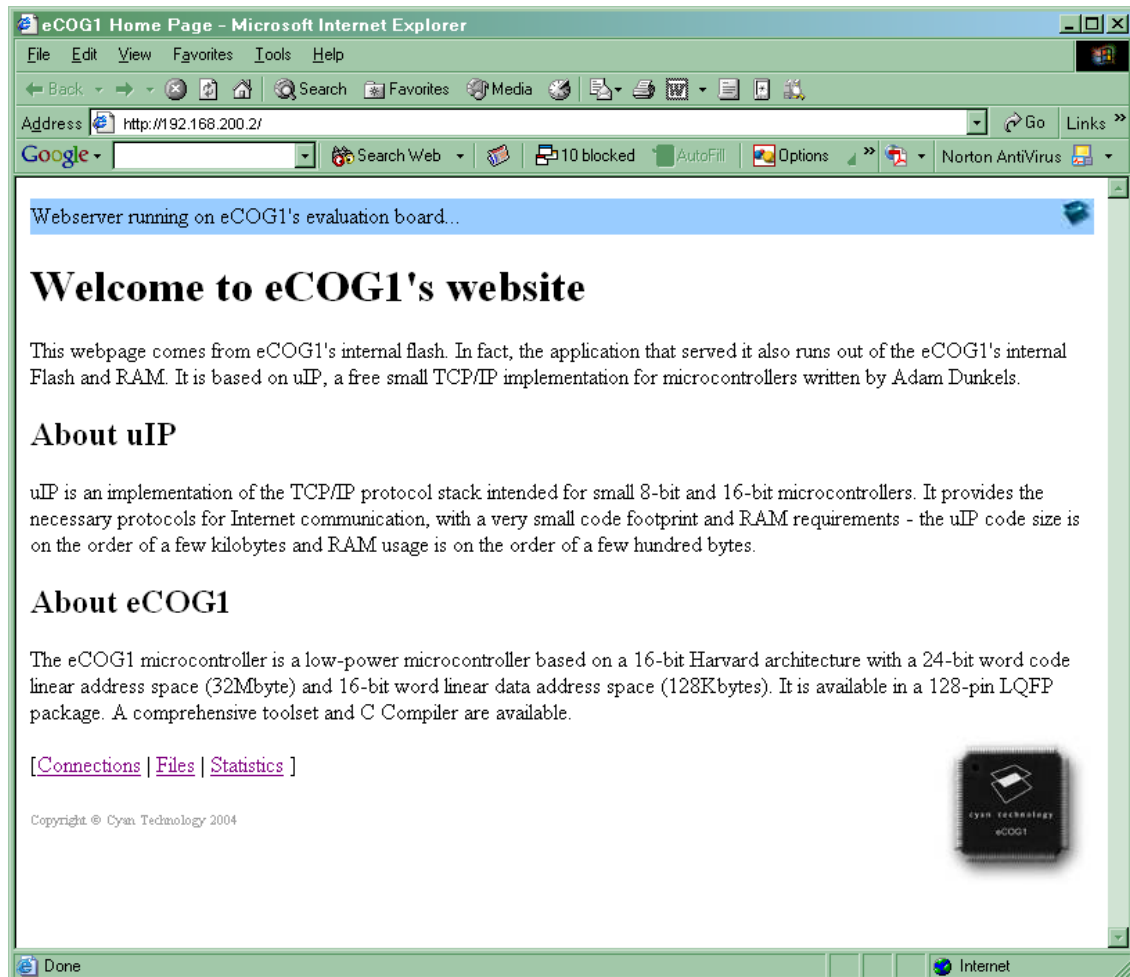 eCOG1 Home Page - Microsoft Internet Explorer
File Edit View Favorites Tools Help
Back Search Favorites Media
Address http://192.168.200.2/ Go Links »
Google Search Web 10 blocked AutoFill Options » Norton AntiVirus
Webserver running on eCOG1's evaluation board...
Welcome to eCOG1's website
This webpage comes from eCOG1's internal flash. In fact, the application that served it also runs out of the eCOG1's internal
Flash and RAM. It is based on uIP, a free small TCP/IP implementation for microcontrollers written by Adam Dunkels.
About uIP
uIP is an implementation of the TCP/IP protocol stack intended for small 8-bit and 16-bit microcontrollers. It provides the
necessary protocols for Internet communication, with a very small code footprint and RAM requirements - the uIP code size is
on the order of a few kilobytes and RAM usage is on the order of a few hundred bytes.
About eCOG1
The eCOG1 microcontroller is a low-power microcontroller based on a 16-bit Harvard architecture with a 24-bit word code
linear address space (32Mbyte) and 16-bit word linear data address space (128Kbytes). It is available in a 128-pin LQFP
package. A comprehensive toolset and C Compiler are available.
[Connections | Files | Statistics ]
cyan technology
eCOG1
Copyright © Cyan Technology 2004
Done Internet